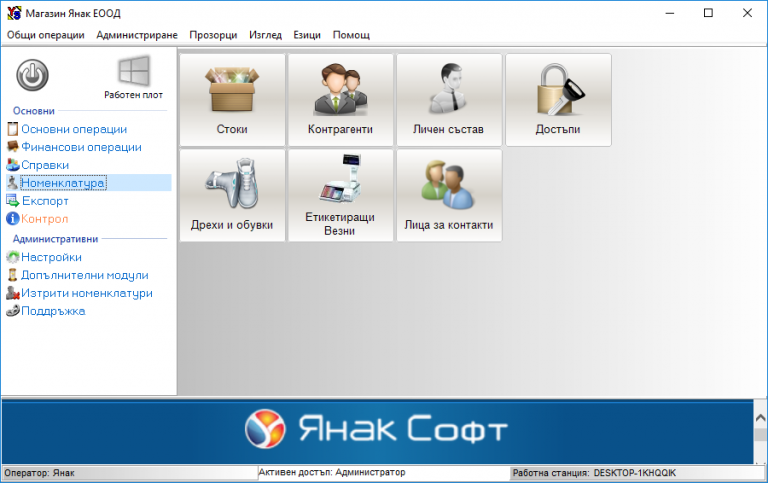 Магазин Янак ЕООД
Общи операции Администриране Прозорци Изглед Езици Помощ
Работен плот
Основни
Основни операции
Финансови операции
Справки
Номенклатура
Експорт
Контрол
Административни
Настройки
Допълнителни модули
Изтрити номенклатури
Поддръжка
Стоки
Контрагенти
Личен състав
Достъпи
Дрехи и обувки
Етикетиращи
Везни
Лица за контакти
Янак Софт
Оператор: Янак
Активен достъп: Администратор
Работна станция: DESKTOP-1KHQQIK